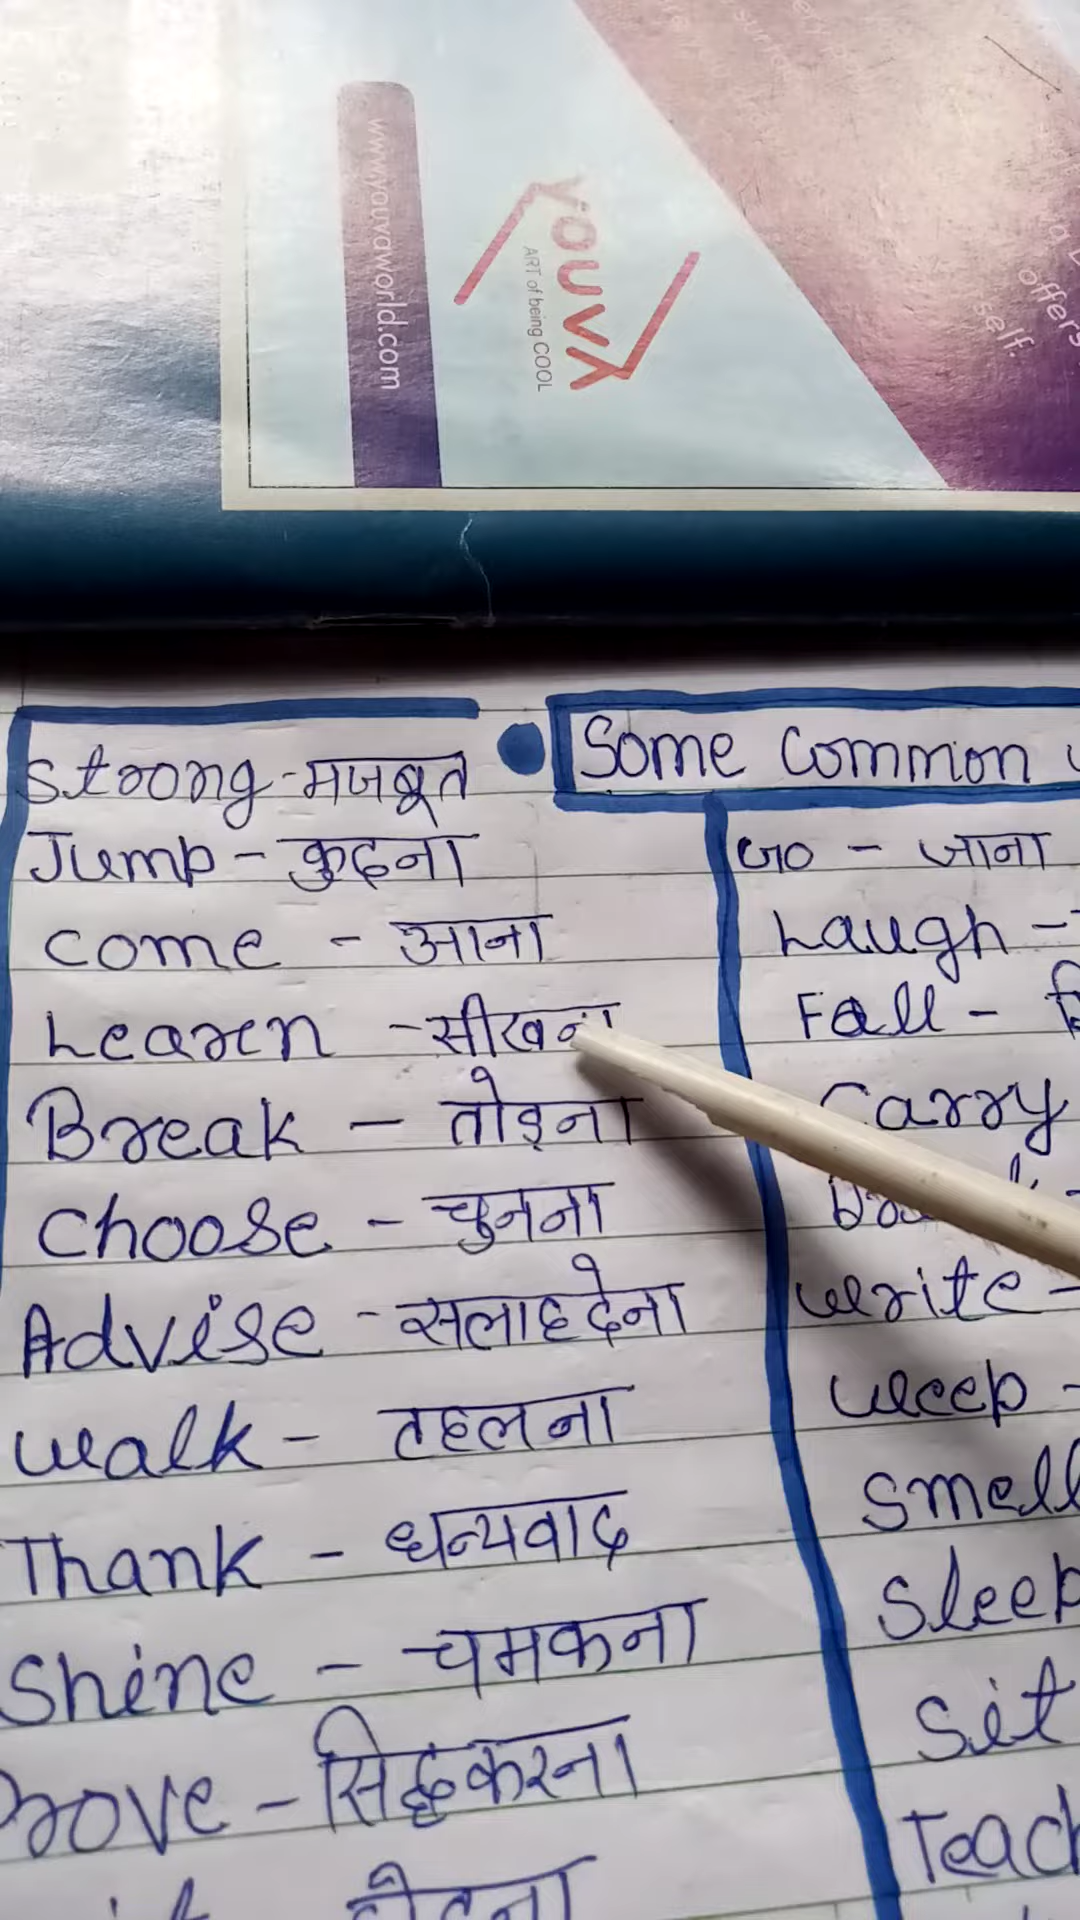 www.youvaworld.com
YOUVA
ART of being COOL
offers
self.
Some Common
Strong - मजबूत
Jump - कुदना
Come - आना
Learn - सीखना
Break - तोड़ना
Choose - चुनना
Advise - सलाह देना
Walk - टहलना
Thank - धन्यवाद
Shine - चमकना
Prove - सिद्ध करना
Go - जाना
Laugh -
Fall -
Carry
Write -
Weep -
Smell
Sleep
Sit
Teach